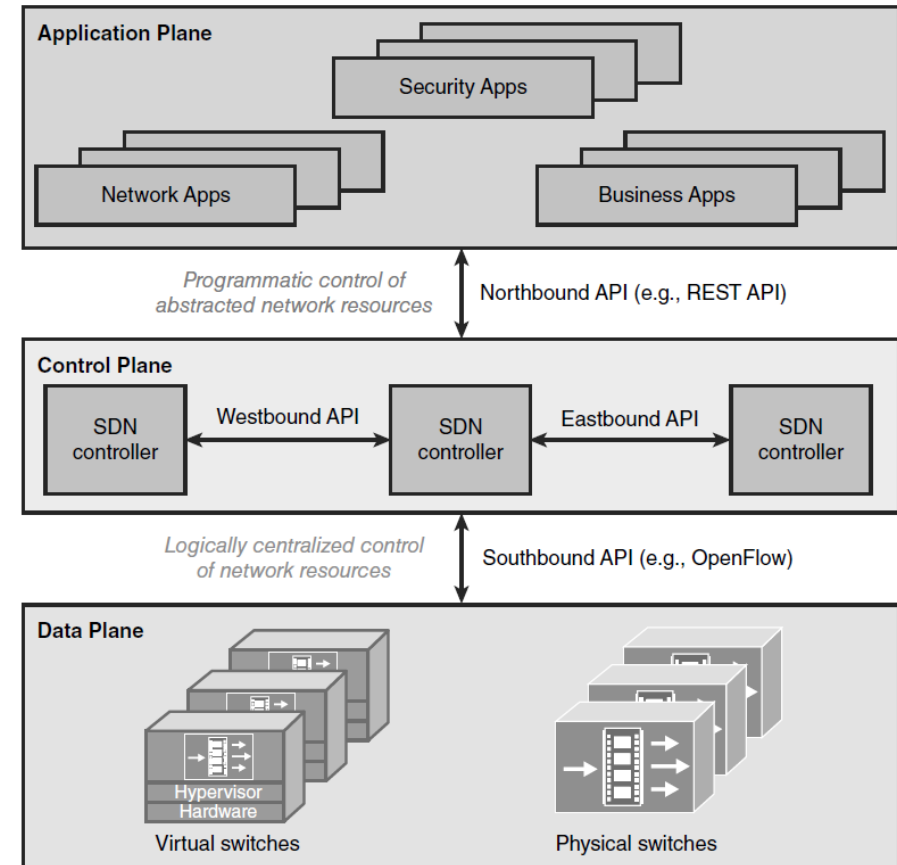 Application Plane
Security Apps
Network Apps
Business Apps
Programmatic control of
abstracted network resources
Northbound API (e.g., REST API)
Control Plane
SDN
controller
Westbound API
SDN
controller
Eastbound API
SDN
controller
Logically centralized control
of network resources
Southbound API (e.g., OpenFlow)
Data Plane
Hypervisor
Hardware
Virtual switches
Physical switches